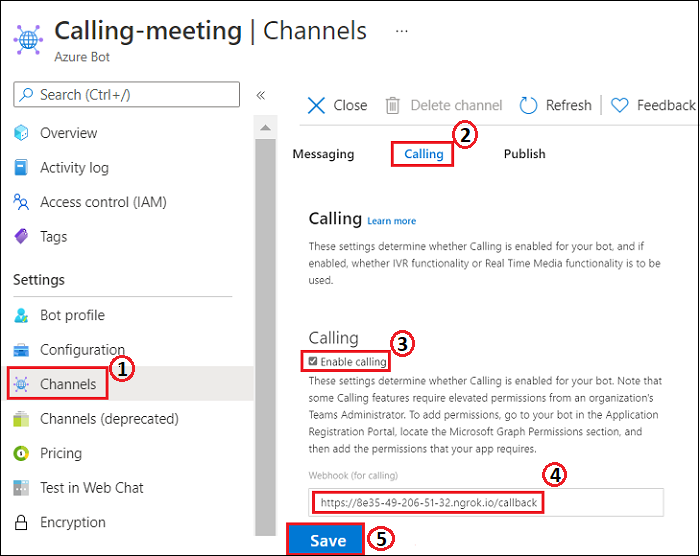 Calling-meeting | Channels ...
Azure Bot
Search (Ctrl+/) «
Overview
Activity log
Access control (IAM)
Tags
Settings
Bot profile
Configuration
Channels 1
Channels (deprecated)
Pricing
Test in Web Chat
Encryption
Close Delete channel Refresh Feedback
2
Messaging Calling Publish
Calling Learn more
These settings determine whether Calling is enabled for your bot, and if
enabled, whether IVR functionality or Real Time Media functionality is to be
used.
Calling
3
Enable calling
These settings determine whether Calling is enabled for your bot. Note that
some Calling features require elevated permissions from an organization's
Teams Administrator. To add permissions, go to your bot in the Application
Registration Portal, locate the Microsoft Graph Permissions section, and
then add the permissions that your app requires.
Webhook (for calling) 4
https://8e35-49-206-51-32.ngrok.io/callback
Save 5